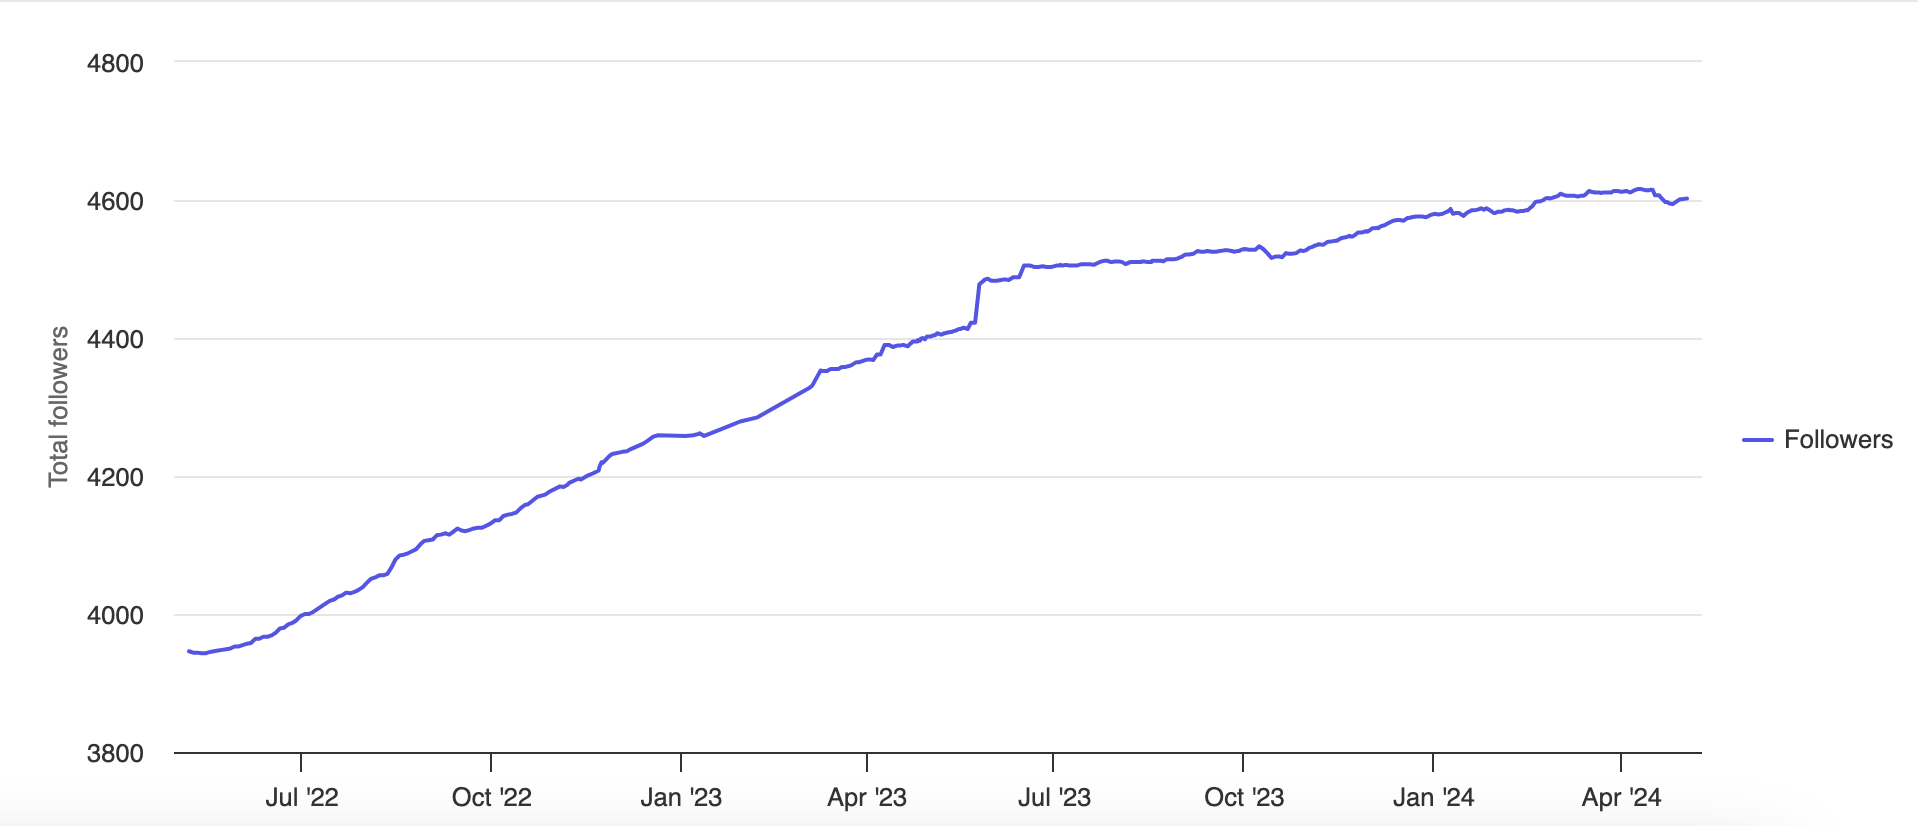 4800
4600
4400
4200
4000
3800
Total followers
Jul '22
Oct '22
Jan '23
Apr '23
Jul '23
Oct '23
Jan '24
Apr '24
Followers